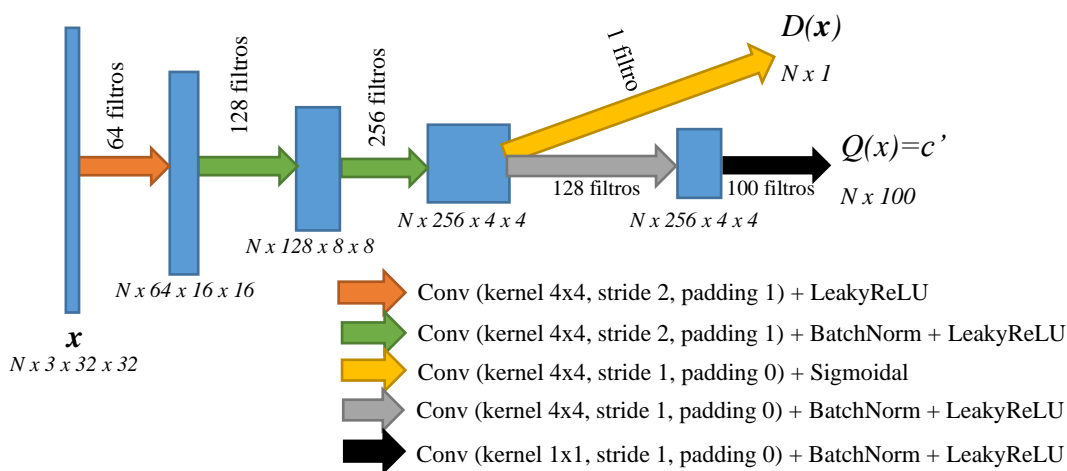 D(x)
N x 1
1 filtro
64 filtros
128 filtros
256 filtros
Q(x)=c’
128 filtros
100 filtros
N x 100
N x 256 x 4 x 4
N x 256 x 4 x 4
N x 128 x 8 x 8
N x 64 x 16 x 16
x
N x 3 x 32 x 32
Conv (kernel 4x4, stride 2, padding 1) + LeakyReLU
Conv (kernel 4x4, stride 2, padding 1) + BatchNorm + LeakyReLU
Conv (kernel 4x4, stride 1, padding 0) + Sigmoidal
Conv (kernel 4x4, stride 1, padding 0) + BatchNorm + LeakyReLU
Conv (kernel 1x1, stride 1, padding 0) + BatchNorm + LeakyReLU